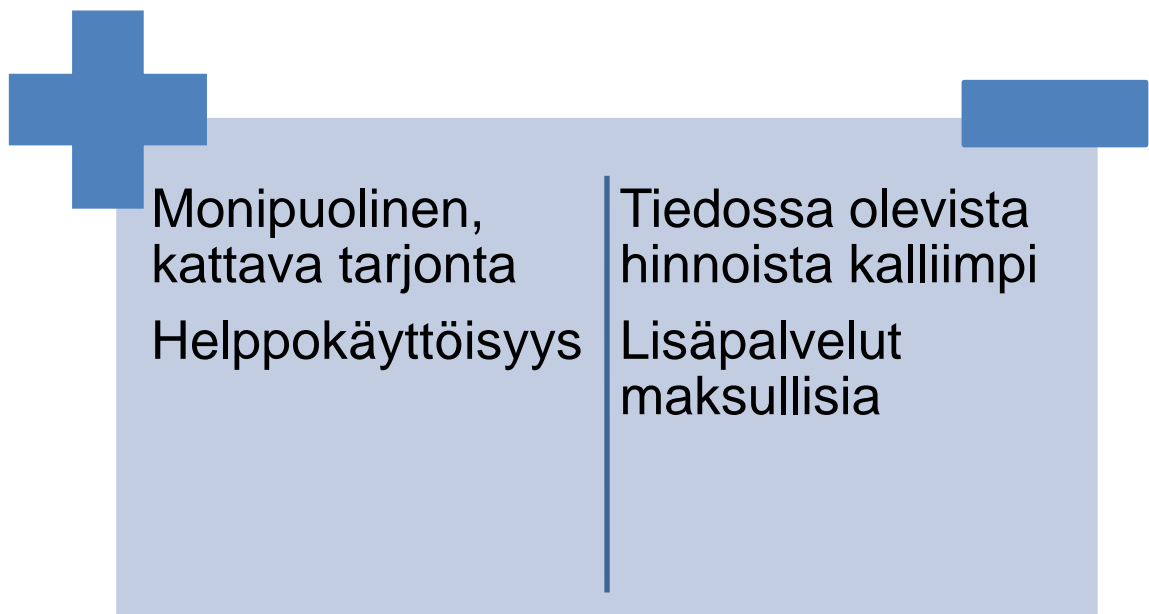 Monipuolinen,
kattava tarjonta
Helppokäyttöisyys
Tiedossa olevista
hinnoista kalliimpi
Lisäpalvelut
maksullisia